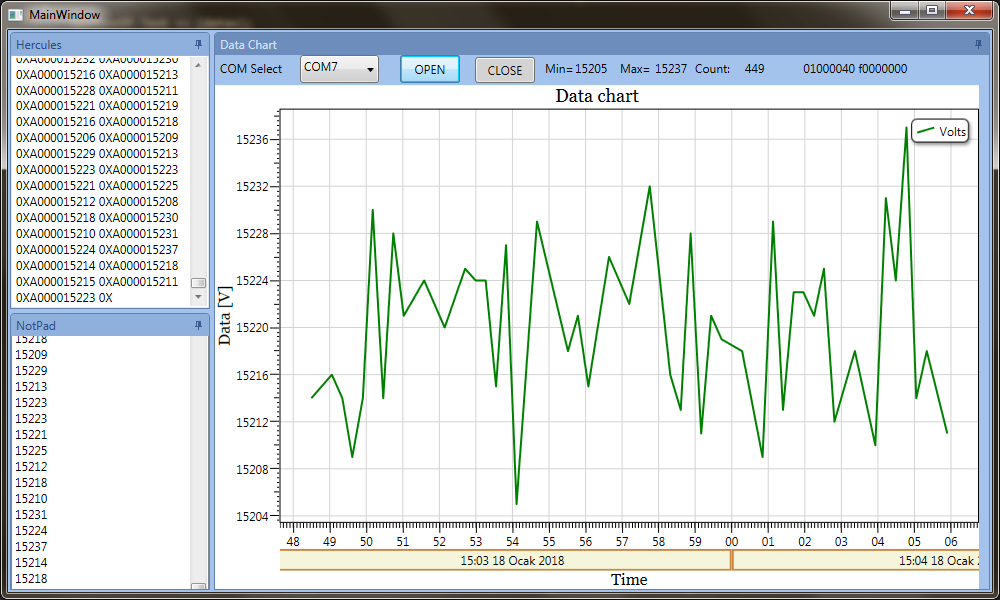 MainWindow
Hercules
0XA000015232 0XA000015230
0XA000015216 0XA000015213
0XA000015228 0XA000015211
0XA000015221 0XA000015219
0XA000015216 0XA000015218
0XA000015206 0XA000015209
0XA000015229 0XA000015213
0XA000015223 0XA000015223
0XA000015221 0XA000015225
0XA000015212 0XA000015208
0XA000015218 0XA000015230
0XA000015210 0XA000015231
0XA000015224 0XA000015237
0XA000015214 0XA000015218
0XA000015215 0XA000015211
0XA000015223 0X
NotPad
15218
15209
15229
15213
15223
15223
15221
15225
15212
15218
15210
15231
15224
15237
15214
15218
Data Chart
COM Select COM7 OPEN CLOSE Min= 15205 Max= 15237 Count: 449 01000040 f0000000
Data chart
Volts
Data [V]
15236
15232
15228
15224
15220
15216
15212
15208
15204
48 49 50 51 52 53 54 55 56 57 58 59 00 01 02 03 04 05 06
15:03 18 Ocak 2018 15:04 18 Ocak
Time